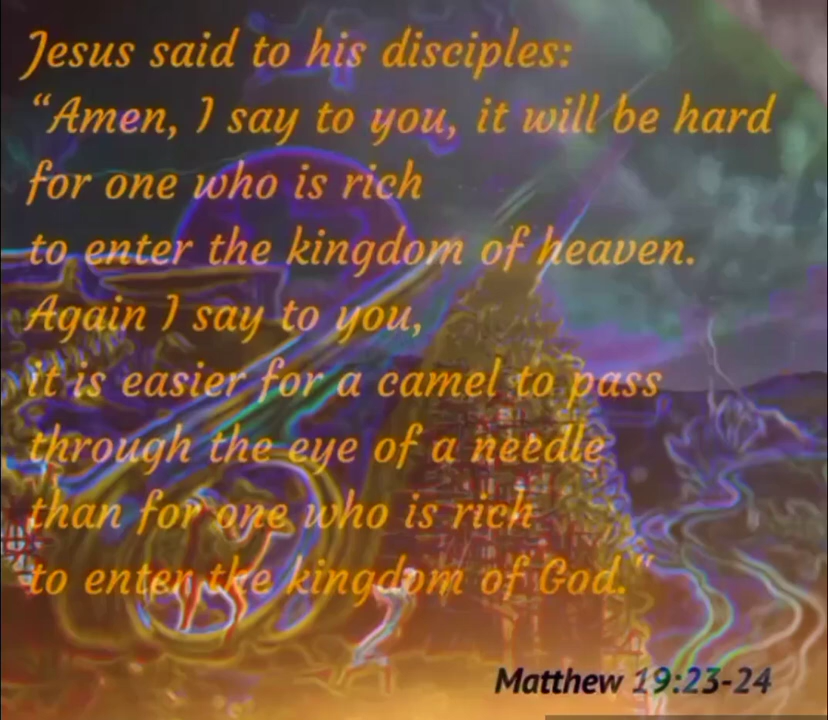 Jesus said to his disciples:
“Amen, I say to you, it will be hard
for one who is rich
to enter the kingdom of heaven.
Again I say to you,
it is easier for a camel to pass
through the eye of a needle
than for one who is rich
to enter the kingdom of God.“
Matthew 19:23-24